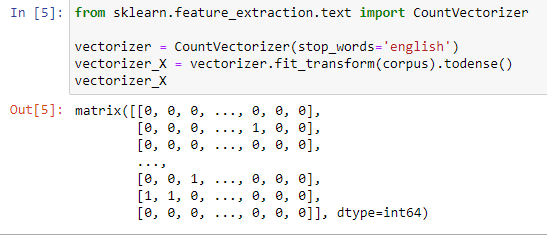 In [5]: from sklearn.feature_extraction.text import CountVectorizer
vectorizer = CountVectorizer(stop_words='english')
vectorizer_X = vectorizer.fit_transform(corpus).todense()
vectorizer_X
Out[5]: matrix([[0, 0, 0, ..., 0, 0, 0],
[0, 0, 0, ..., 1, 0, 0],
[0, 0, 0, ..., 0, 0, 0],
...,
[0, 0, 1, ..., 0, 0, 0],
[1, 1, 0, ..., 0, 0, 0],
[0, 0, 0, ..., 0, 0, 0]], dtype=int64)